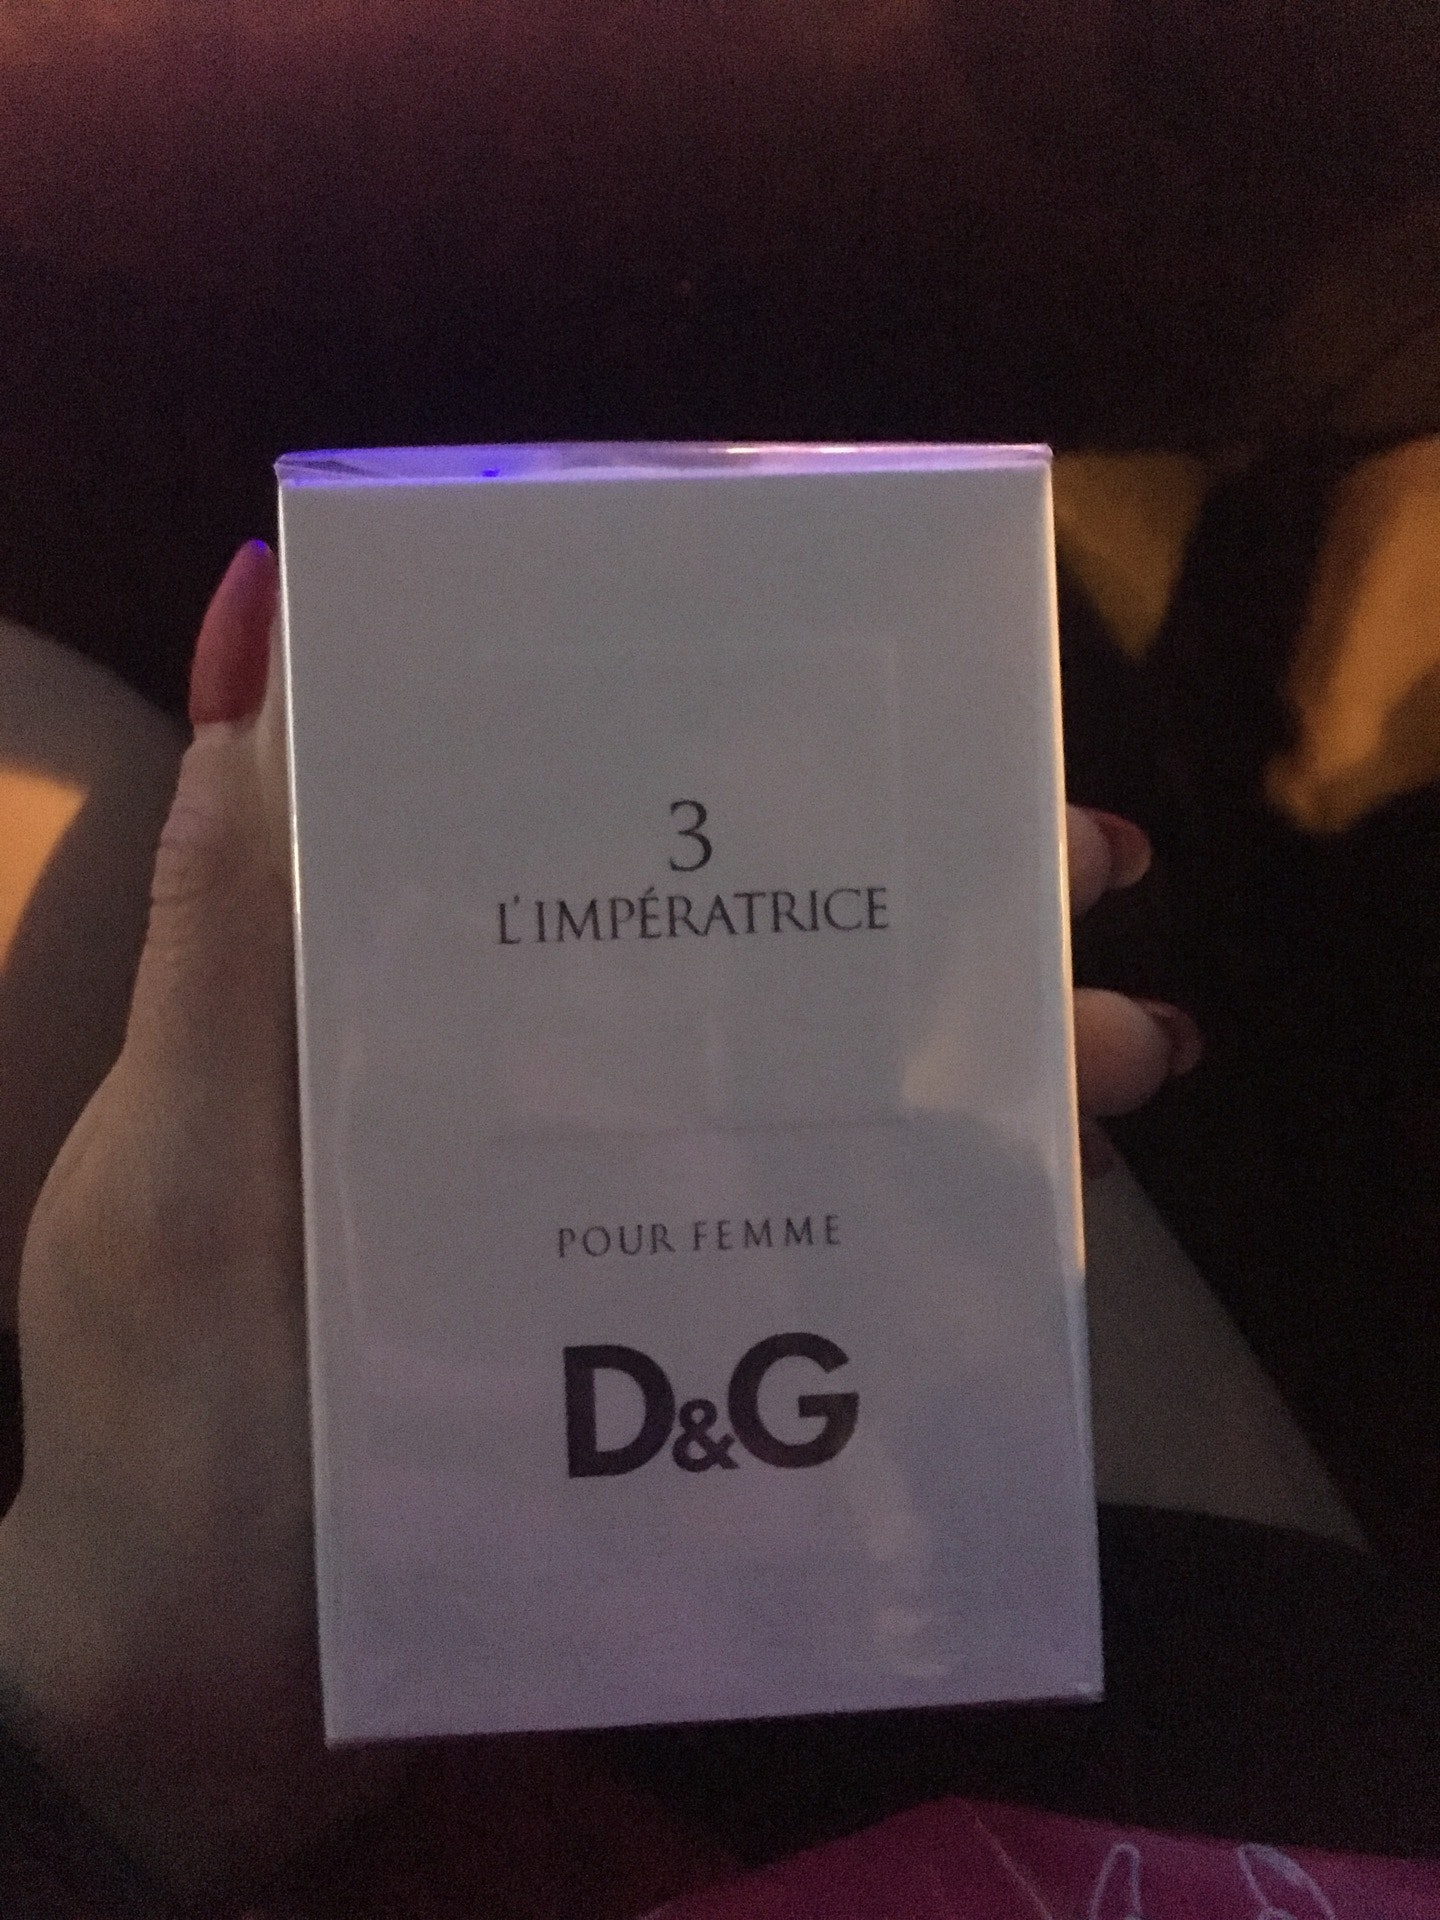 3
L'IMPÉRATRICE
POUR FEMME
D&G